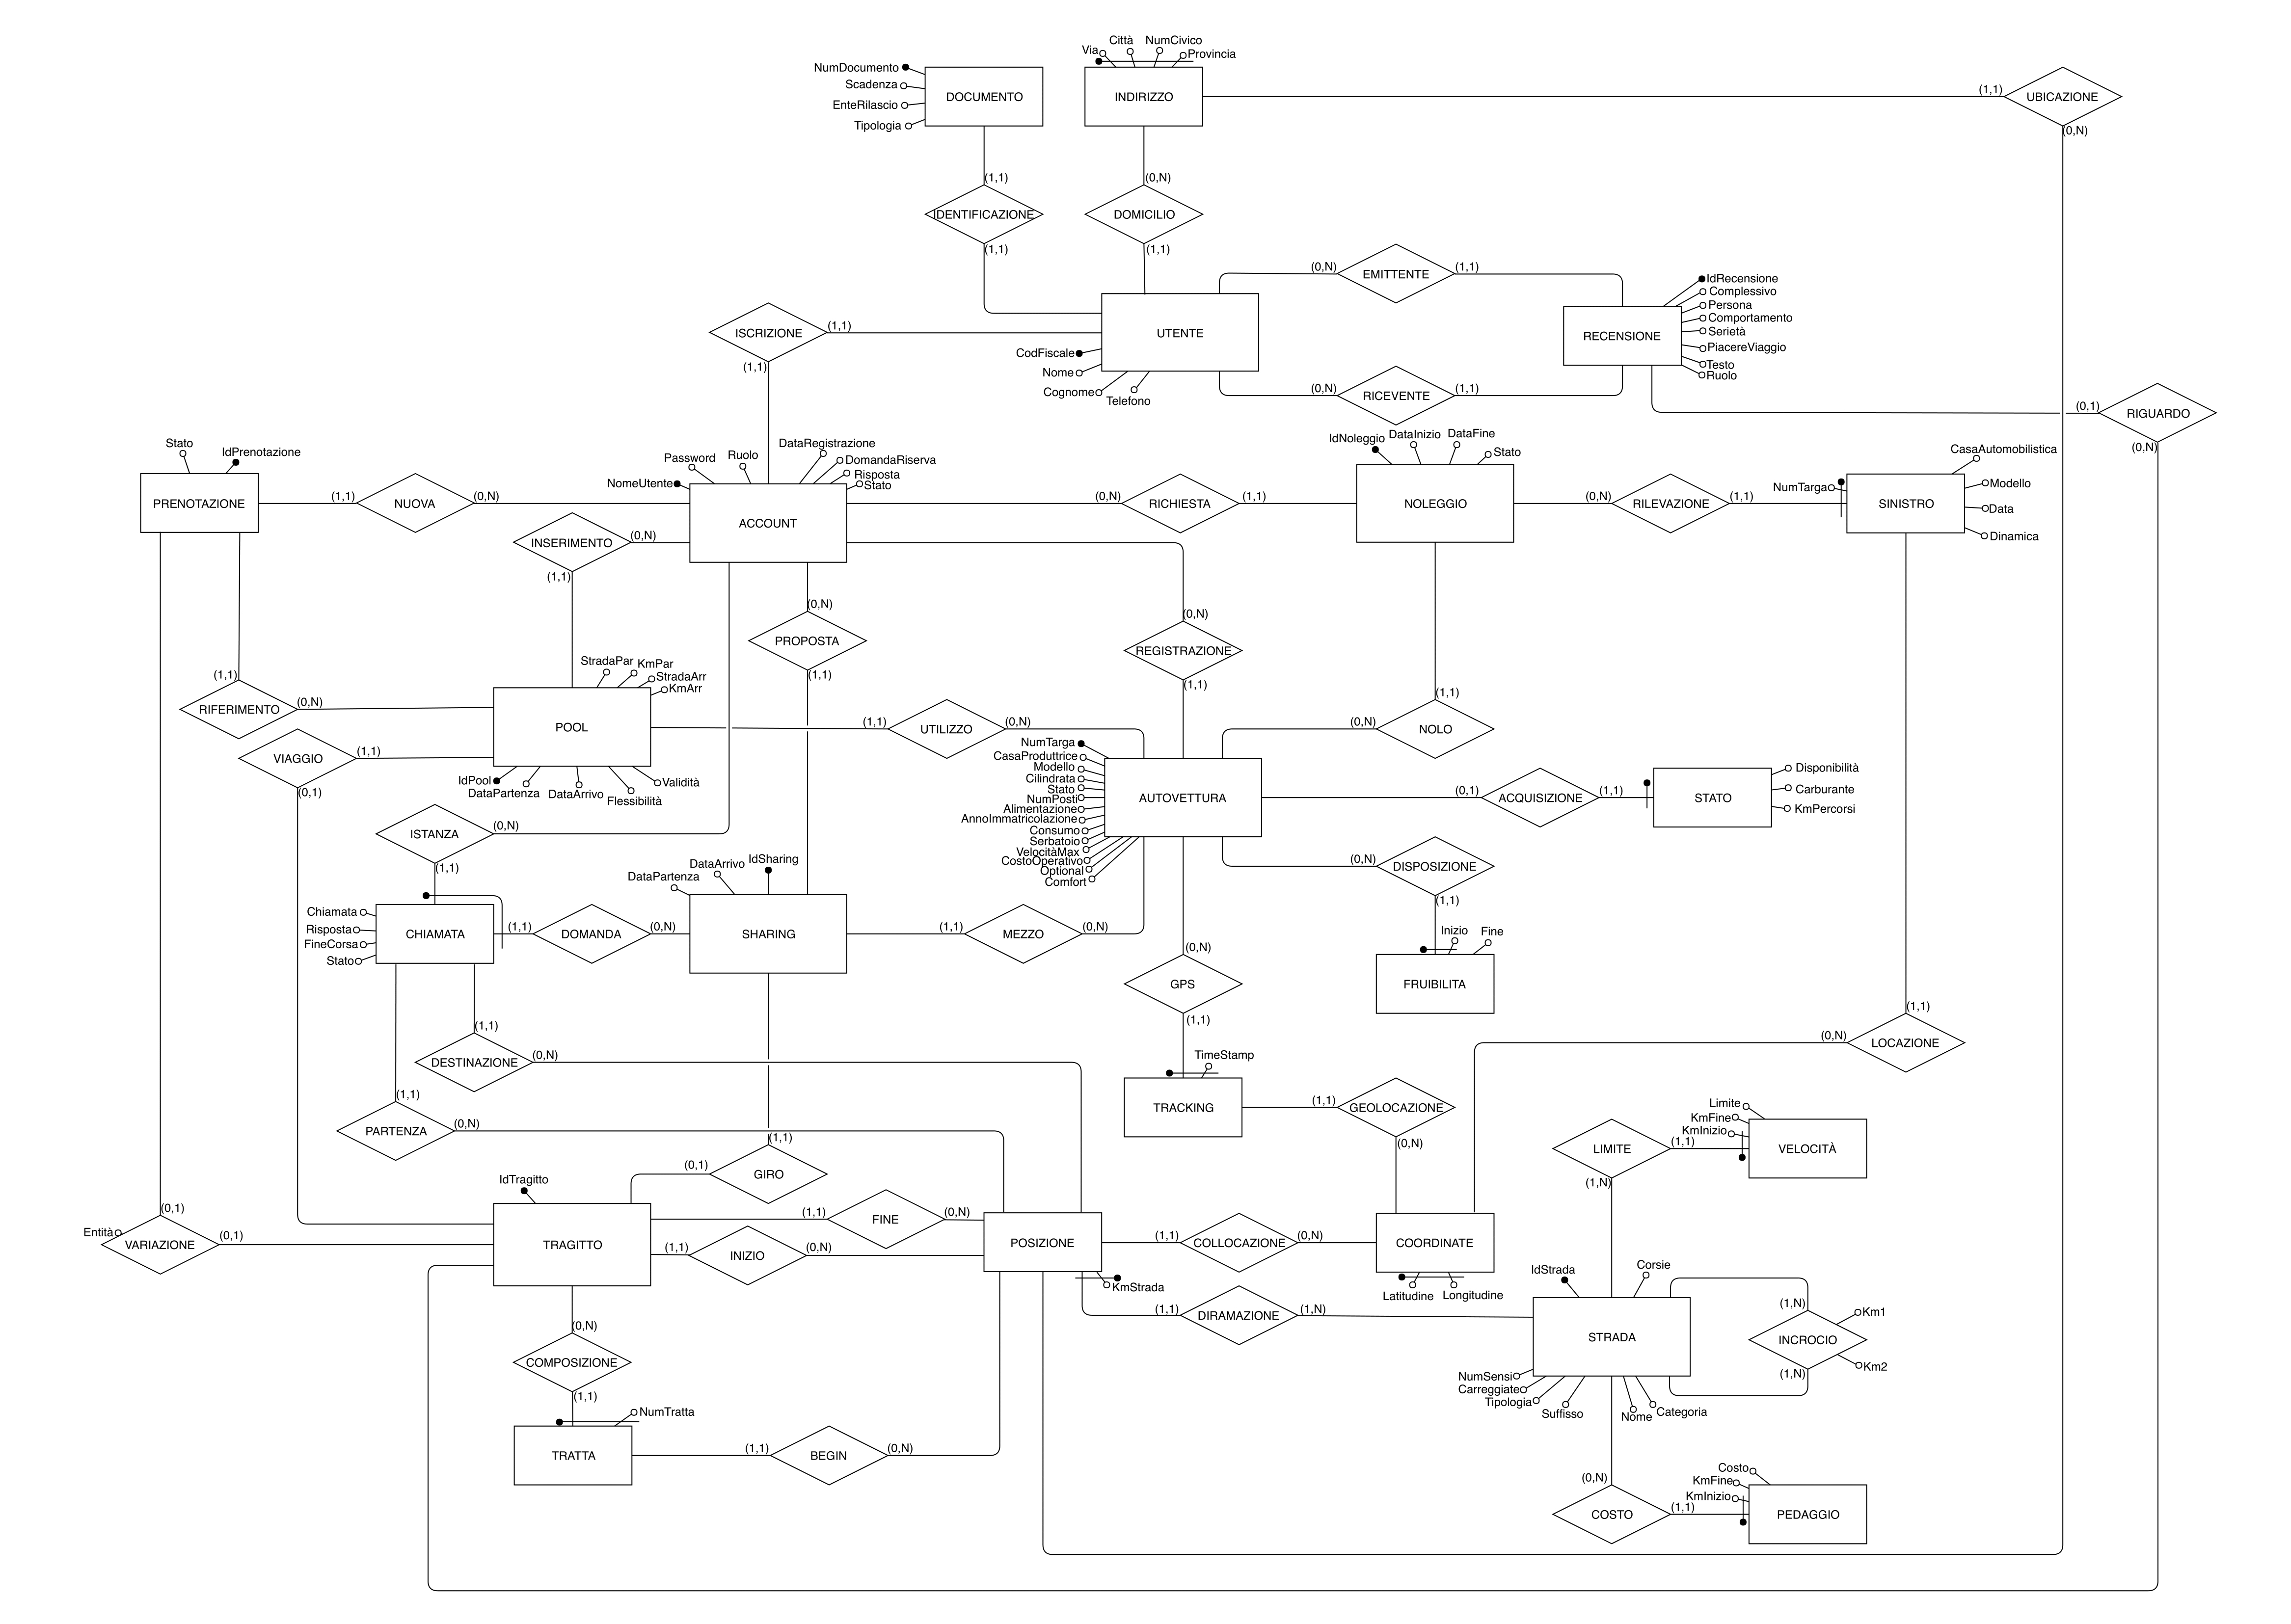 Via
Città
NumCivico
Provincia
NumDocumento
Scadenza
EnteRilascio
Tipologia
DOCUMENTO
INDIRIZZO
(1,1)
UBICAZIONE
(0,N)
(1,1)
IDENTIFICAZIONE
(1,1)
(0,N)
DOMICILIO
(1,1)
(0,N)
EMITTENTE
(1,1)
IdRecensione
Complessivo
Persona
Comportamento
Serietà
PiacereViaggio
Testo
Ruolo
RECENSIONE
ISCRIZIONE
(1,1)
(1,1)
UTENTE
CodFiscale
Nome
Cognome
Telefono
(0,N)
RICEVENTE
(1,1)
(0,1)
RIGUARDO
(0,N)
Stato
IdPrenotazione
PRENOTAZIONE
(1,1)
NUOVA
(0,N)
NomeUtente
Password
Ruolo
DataRegistrazione
DomandaRiserva
Risposta
Stato
ACCOUNT
(0,N)
RICHIESTA
(1,1)
IdNoleggio
DataInizio
DataFine
Stato
NOLEGGIO
(0,N)
RILEVAZIONE
(1,1)
NumTarga
CasaAutomobilistica
Modello
Data
Dinamica
SINISTRO
INSERIMENTO
(0,N)
(1,1)
(0,N)
PROPOSTA
(1,1)
(0,N)
REGISTRAZIONE
(1,1)
(1,1)
RIFERIMENTO
(0,N)
StradaPar
KmPar
StradaArr
KmArr
POOL
IdPool
DataPartenza
DataArrivo
Flessibilità
Validità
(1,1)
UTILIZZO
(0,N)
(1,1)
(0,N)
NOLO
VIAGGIO
(1,1)
(0,1)
NumTarga
CasaProduttrice
Modello
Cilindrata
Stato
NumPosti
Alimentazione
AnnoImmatricolazione
Consumo
Serbatoio
VelocitàMax
CostoOperativo
Optional
Comfort
AUTOVETTURA
(0,1)
ACQUISIZIONE
(1,1)
STATO
Disponibilità
Carburante
KmPercorsi
ISTANZA
(0,N)
(1,1)
(0,N)
DISPOSIZIONE
(1,1)
Chiamata
Risposta
FineCorsa
Stato
CHIAMATA
(1,1)
DOMANDA
(0,N)
DataPartenza
DataArrivo
IdSharing
SHARING
(1,1)
MEZZO
(0,N)
Inizio
Fine
FRUIBILITA
(0,N)
GPS
(1,1)
(1,1)
DESTINAZIONE
(0,N)
(1,1)
(0,N)
LOCAZIONE
TimeStamp
TRACKING
(1,1)
GEOLOCAZIONE
(0,N)
(1,1)
PARTENZA
(0,N)
(1,1)
(0,1)
GIRO
LIMITE
(1,1)
(1,N)
Limite
KmFine
KmInizio
VELOCITÀ
(0,1)
Entità
VARIAZIONE
(0,1)
IdTragitto
TRAGITTO
(1,1)
FINE
(0,N)
(1,1)
INIZIO
(0,N)
POSIZIONE
KmStrada
(1,1)
COLLOCAZIONE
(0,N)
COORDINATE
Latitudine
Longitudine
(1,1)
DIRAMAZIONE
(1,N)
IdStrada
Corsie
STRADA
NumSensi
Carreggiate
Tipologia
Suffisso
Nome
Categoria
(1,N)
INCROCIO
(1,N)
Km1
Km2
(0,N)
COMPOSIZIONE
(1,1)
NumTratta
TRATTA
(1,1)
BEGIN
(0,N)
(0,N)
COSTO
(1,1)
Costo
KmFine
KmInizio
PEDAGGIO